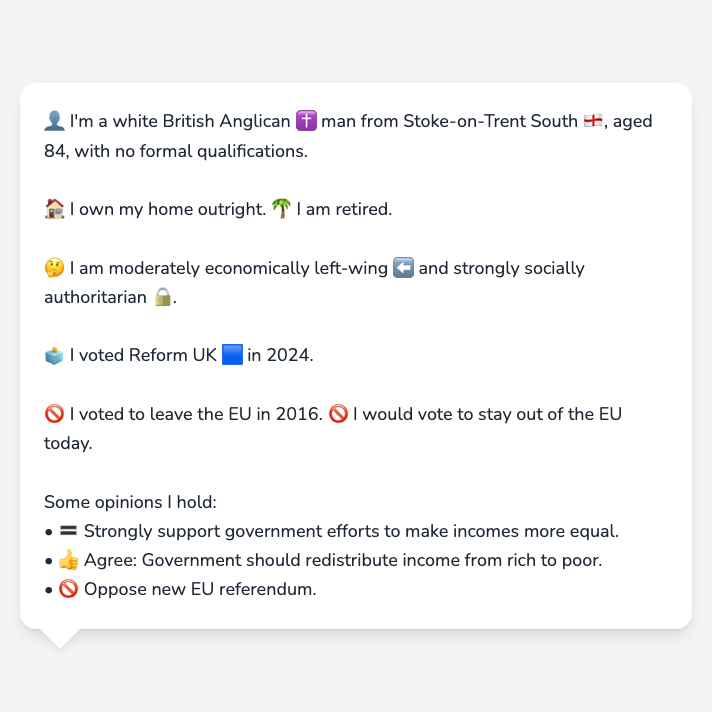 👤 I'm a white British Anglican ✝️ man from Stoke-on-Trent South 🏴󠁧󠁢󠁥󠁮󠁧󠁿, aged
84, with no formal qualifications.
🏠 I own my home outright. 🌴 I am retired.
🤔 I am moderately economically left-wing ⬅️ and strongly socially
authoritarian 🔒.
🗳️ I voted Reform UK 🟦 in 2024.
🚫 I voted to leave the EU in 2016. 🚫 I would vote to stay out of the EU
today.
Some opinions I hold:
• 🟰 Strongly support government efforts to make incomes more equal.
• 👍 Agree: Government should redistribute income from rich to poor.
• 🚫 Oppose new EU referendum.